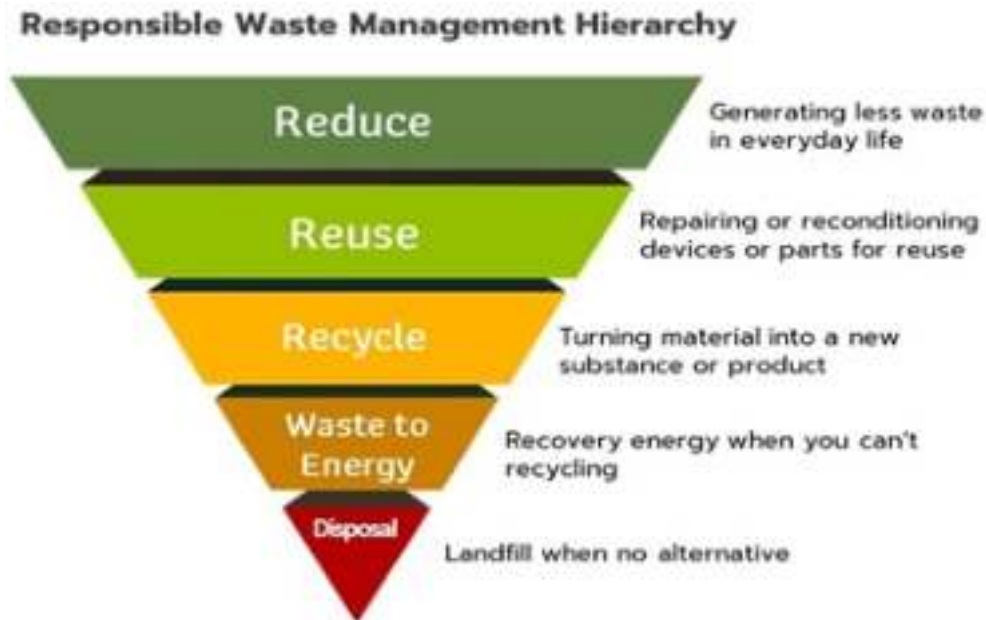 Responsible Waste Management Hierarchy
Reduce
Generating less waste
in everyday life
Reuse
Repairing or reconditioning
devices or parts for reuse
Recycle
Turning material into a new
substance or product
Waste to
Energy
Recovery energy when you can't
recycling
Disposal
Landfill when no alternative